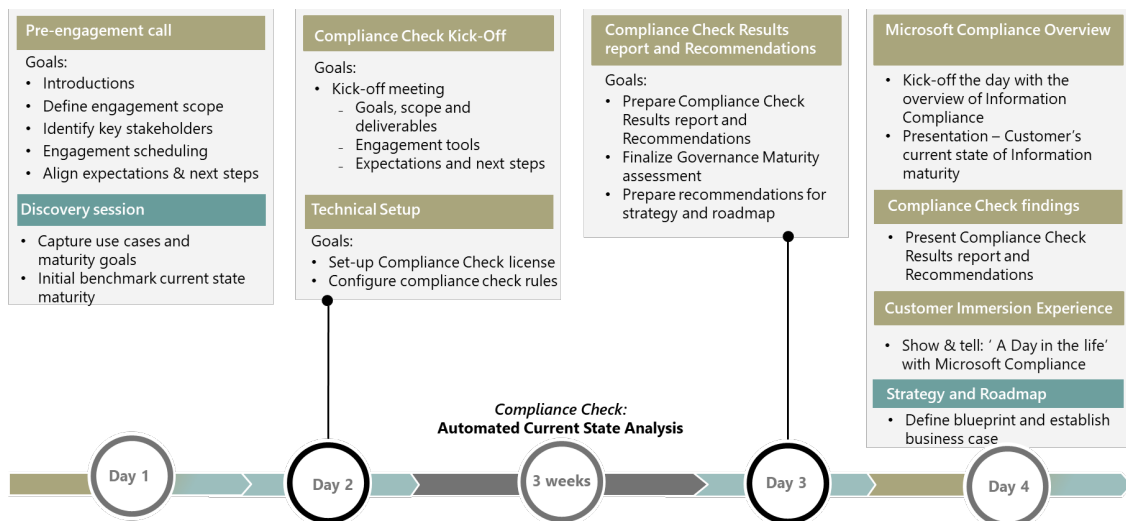 Pre-engagement call
Goals:
• Introductions
• Define engagement scope
• Identify key stakeholders
• Engagement scheduling
• Align expectations & next steps
Discovery session
• Capture use cases and
maturity goals
• Initial benchmark current state
maturity
Compliance Check Kick-Off
Goals:
• Kick-off meeting
- Goals, scope and
deliverables
- Engagement tools
- Expectations and next steps
Technical Setup
Goals:
• Set-up Compliance Check license
• Configure compliance check rules
Compliance Check Results
report and Recommendations
Goals:
• Prepare Compliance Check
Results report and
Recommendations
• Finalize Governance Maturity
assessment
• Prepare recommendations for
strategy and roadmap
Microsoft Compliance Overview
• Kick-off the day with the
overview of Information
Compliance
• Presentation – Customer’s
current state of Information
maturity
Compliance Check findings
• Present Compliance Check
Results report and
Recommendations
Customer Immersion Experience
• Show & tell: ‘ A Day in the life’
with Microsoft Compliance
Strategy and Roadmap
• Define blueprint and establish
business case
Compliance Check:
Automated Current State Analysis
Day 1
Day 2
3 weeks
Day 3
Day 4